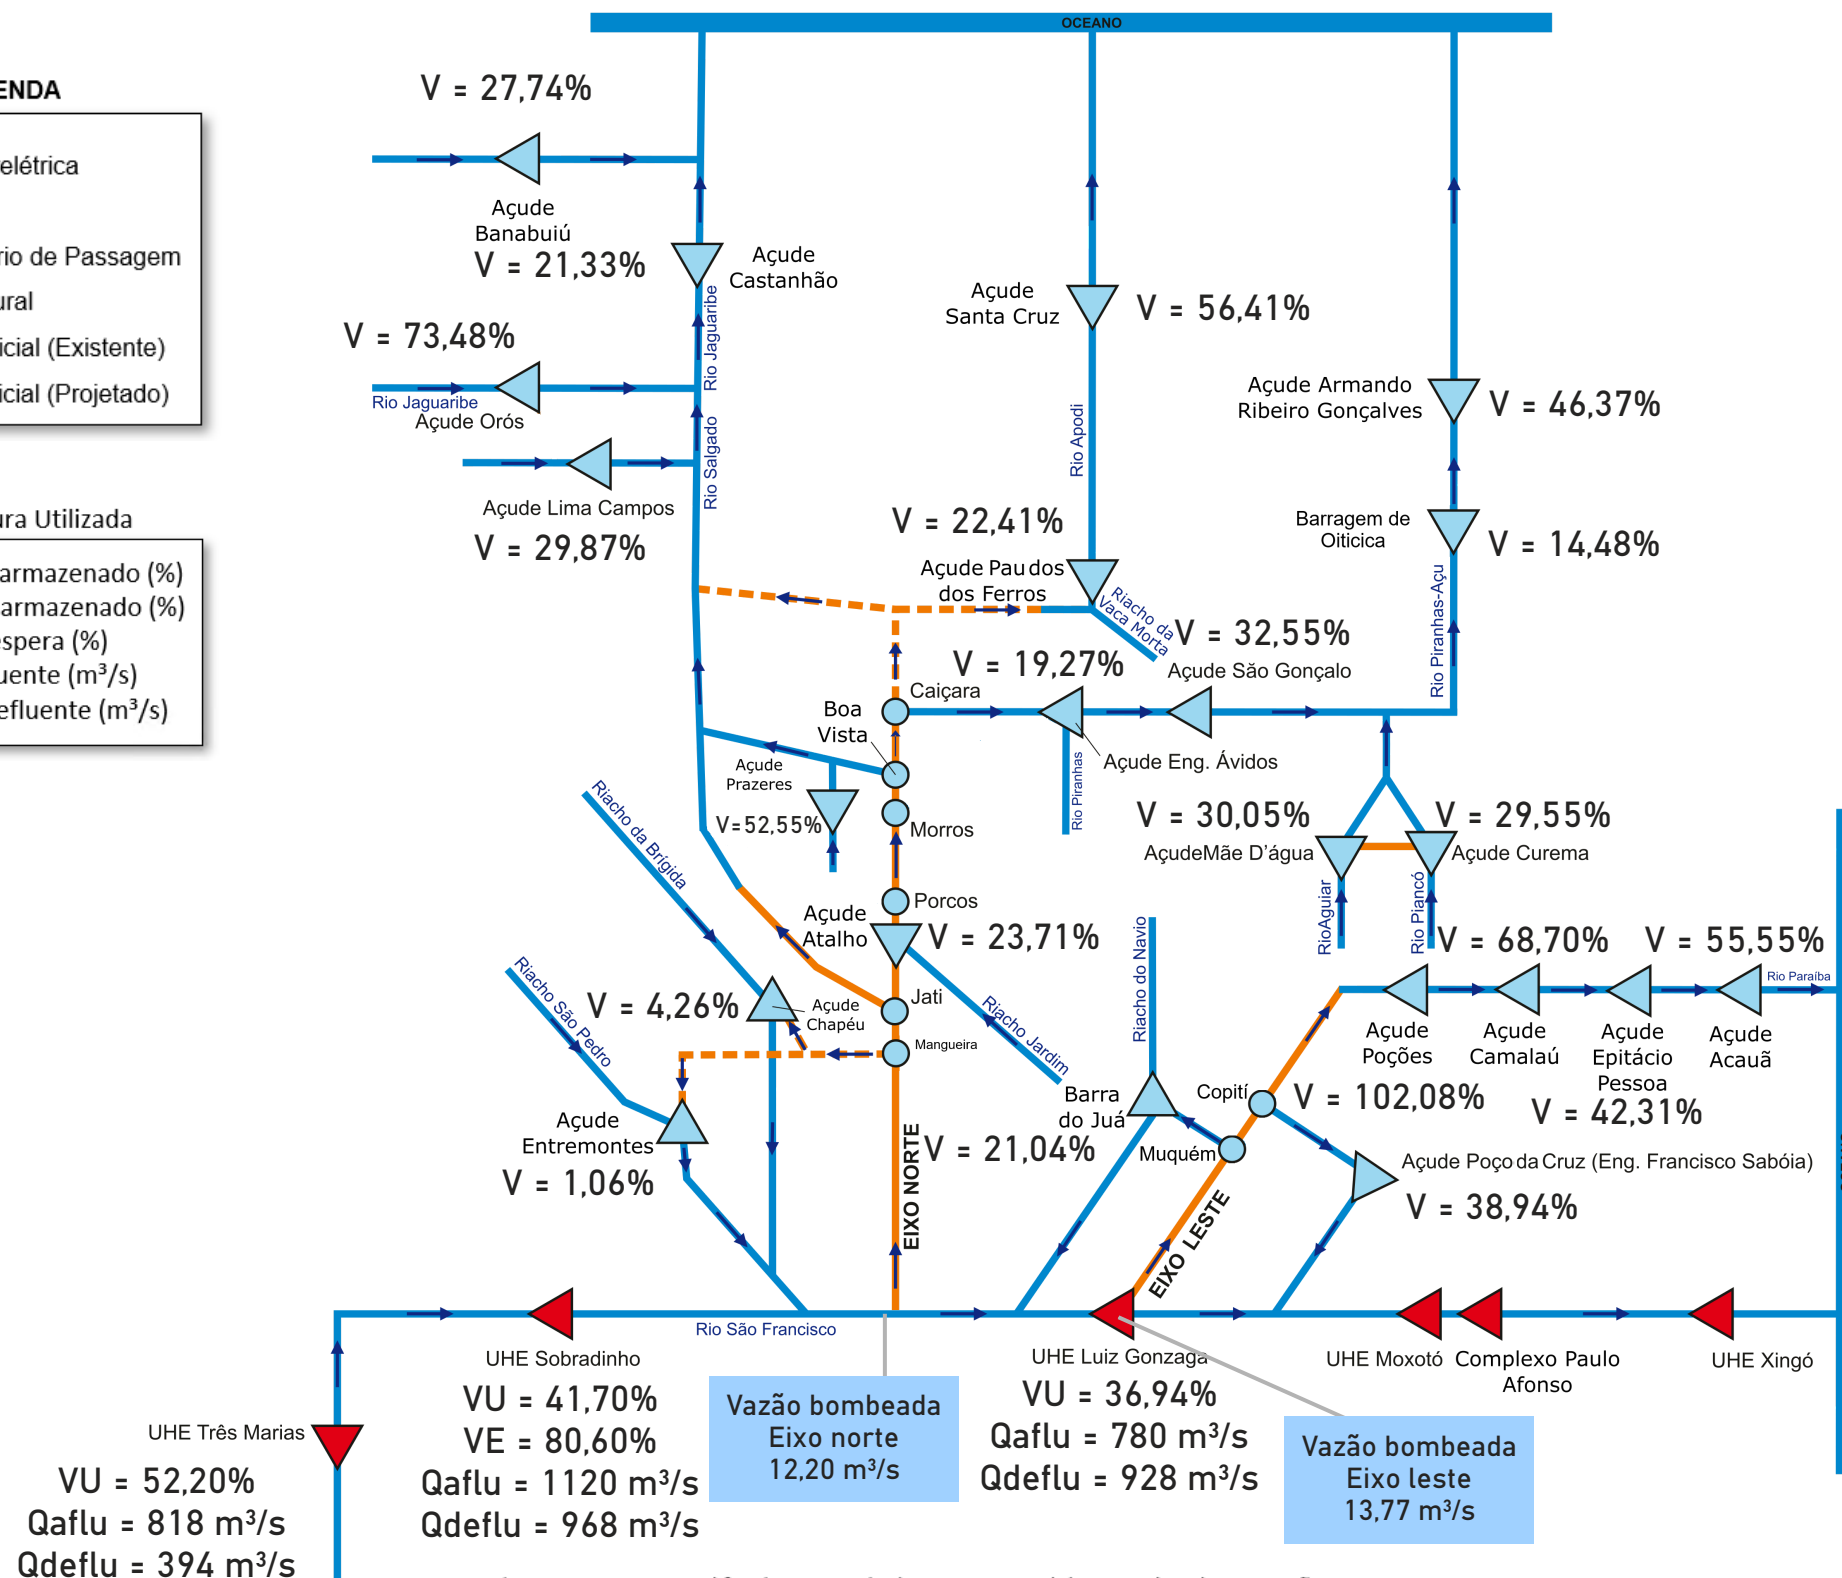 OCEANO
ENDA
elétrica
rio de Passagem
ural
icial (Existente)
icial (Projetado)
ura Utilizada
armazenado (%)
armazenado (%)
espera (%)
uente (m³/s)
efluente (m³/s)
V = 27,74%
Açude
Banabuiú
V = 21,33%
Açude
Castanhão
V = 73,48%
Rio Jaguaribe
Açude Orós
Rio Jaguaribe
Rio Salgado
Açude Lima Campos
V = 29,87%
Açude
Santa Cruz
V = 56,41%
Rio Apodi
V = 22,41%
Açude Pau dos
dos Ferros
Riacho da
Vaca Morta
Açude Armando
Ribeiro Gonçalves
V = 46,37%
Barragem de
Oiticica
V = 14,48%
Rio Piranhas-Açu
V = 32,55%
Açude São Gonçalo
V = 19,27%
Caiçara
Boa
Vista
Açude Eng. Ávidos
Rio Piranhas
Açude
Prazeres
V=52,55%
Morros
Porcos
Riacho da Brígida
Açude
Atalho
V = 23,71%
V = 30,05%
AçudeMãe D'água
V = 29,55%
Açude Curema
RioAguiar
Rio Piancó
Riacho São Pedro
V = 4,26%
Açude
Chapéu
Jati
Mangueira
Riacho Jardim
Riacho do Navio
V = 68,70%
V = 55,55%
Rio Paraíba
Açude
Poções
Açude
Camalaú
Açude
Epitácio
Pessoa
V = 42,31%
Açude
Acauã
Copití
V = 102,08%
Barra
do Juá
Muquém
V = 21,04%
Açude
Entremontes
V = 1,06%
EIXO NORTE
EIXO LESTE
Açude Poço da Cruz (Eng. Francisco Sabóia)
V = 38,94%
Rio São Francisco
UHE Sobradinho
VU = 41,70%
VE = 80,60%
Qaflu = 1120 m³/s
Qdeflu = 968 m³/s
Vazão bombeada
Eixo norte
12,20 m³/s
UHE Luiz Gonzaga
VU = 36,94%
Qaflu = 780 m³/s
Qdeflu = 928 m³/s
Vazão bombeada
Eixo leste
13,77 m³/s
UHE Moxotó
Complexo Paulo
Afonso
UHE Xingó
UHE Três Marias
VU = 52,20%
Qaflu = 818 m³/s
Qdeflu = 394 m³/s